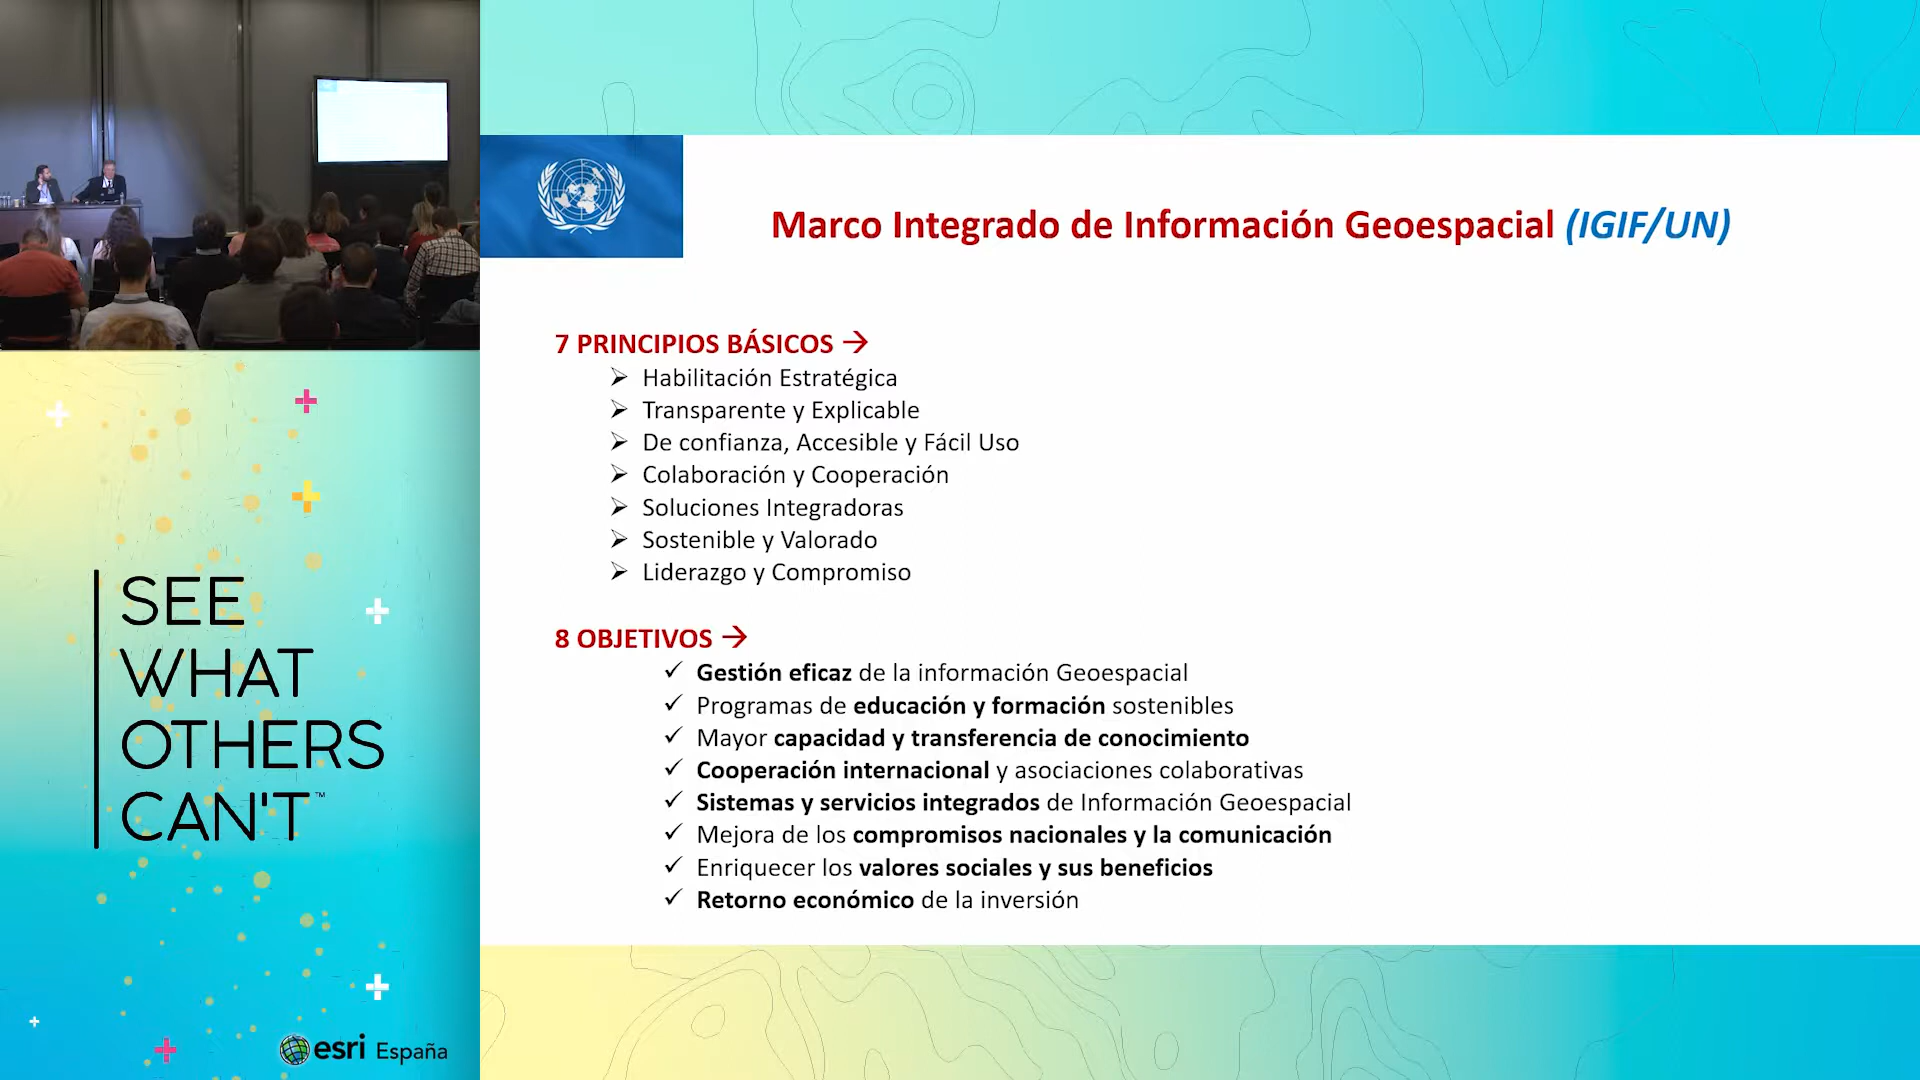 Marco Integrado de Información Geoespacial (IGIF/UN)
7 PRINCIPIOS BÁSICOS →
➢ Habilitación Estratégica
➢ Transparente y Explicable
➢ De confianza, Accesible y Fácil Uso
➢ Colaboración y Cooperación
➢ Soluciones Integradoras
➢ Sostenible y Valorado
➢ Liderazgo y Compromiso
8 OBJETIVOS →
✓ Gestión eficaz de la información Geoespacial
✓ Programas de educación y formación sostenibles
✓ Mayor capacidad y transferencia de conocimiento
✓ Cooperación internacional y asociaciones colaborativas
✓ Sistemas y servicios integrados de Información Geoespacial
✓ Mejora de los compromisos nacionales y la comunicación
✓ Enriquecer los valores sociales y sus beneficios
✓ Retorno económico de la inversión
SEE
WHAT
OTHERS
CAN'T™
esri España